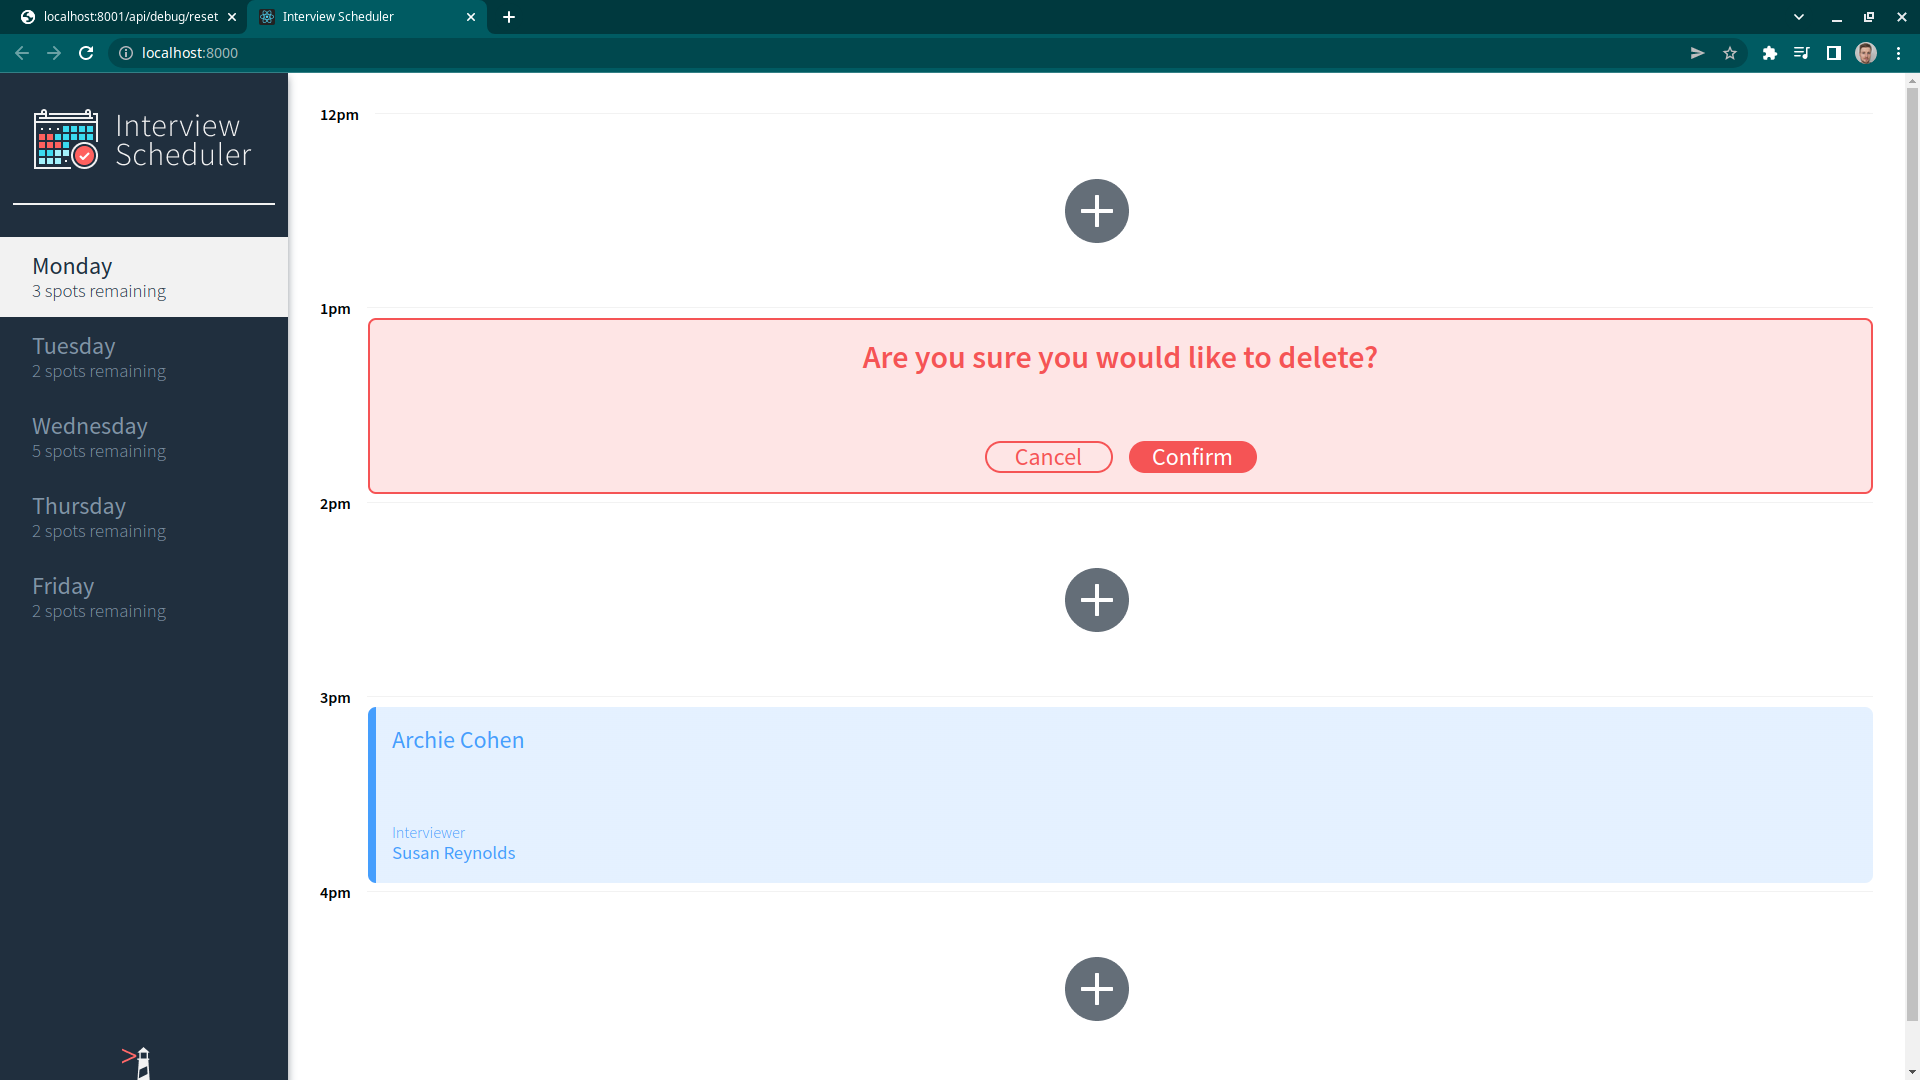 localhost:8001/api/debug/reset
Interview Scheduler
localhost:8000
Interview
Scheduler
Monday
3 spots remaining
Tuesday
2 spots remaining
Wednesday
5 spots remaining
Thursday
2 spots remaining
Friday
2 spots remaining
12pm
1pm
Are you sure you would like to delete?
Cancel
Confirm
2pm
3pm
Archie Cohen
Interviewer
Susan Reynolds
4pm